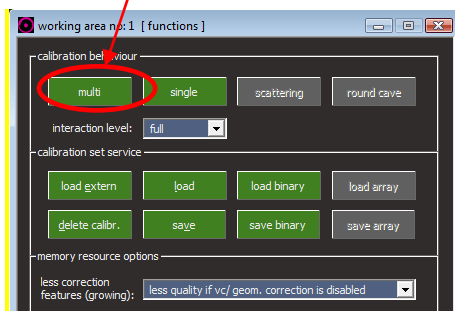 working area no: 1 [ functions ]
calibration behaviour
multi single scattering round cave
interaction level: full
calibration set service
load extern load load binary load array
delete calibr. save save binary save array
memory resource options
less correction
features (growing): less quality if vc/ geom. correction is disabled